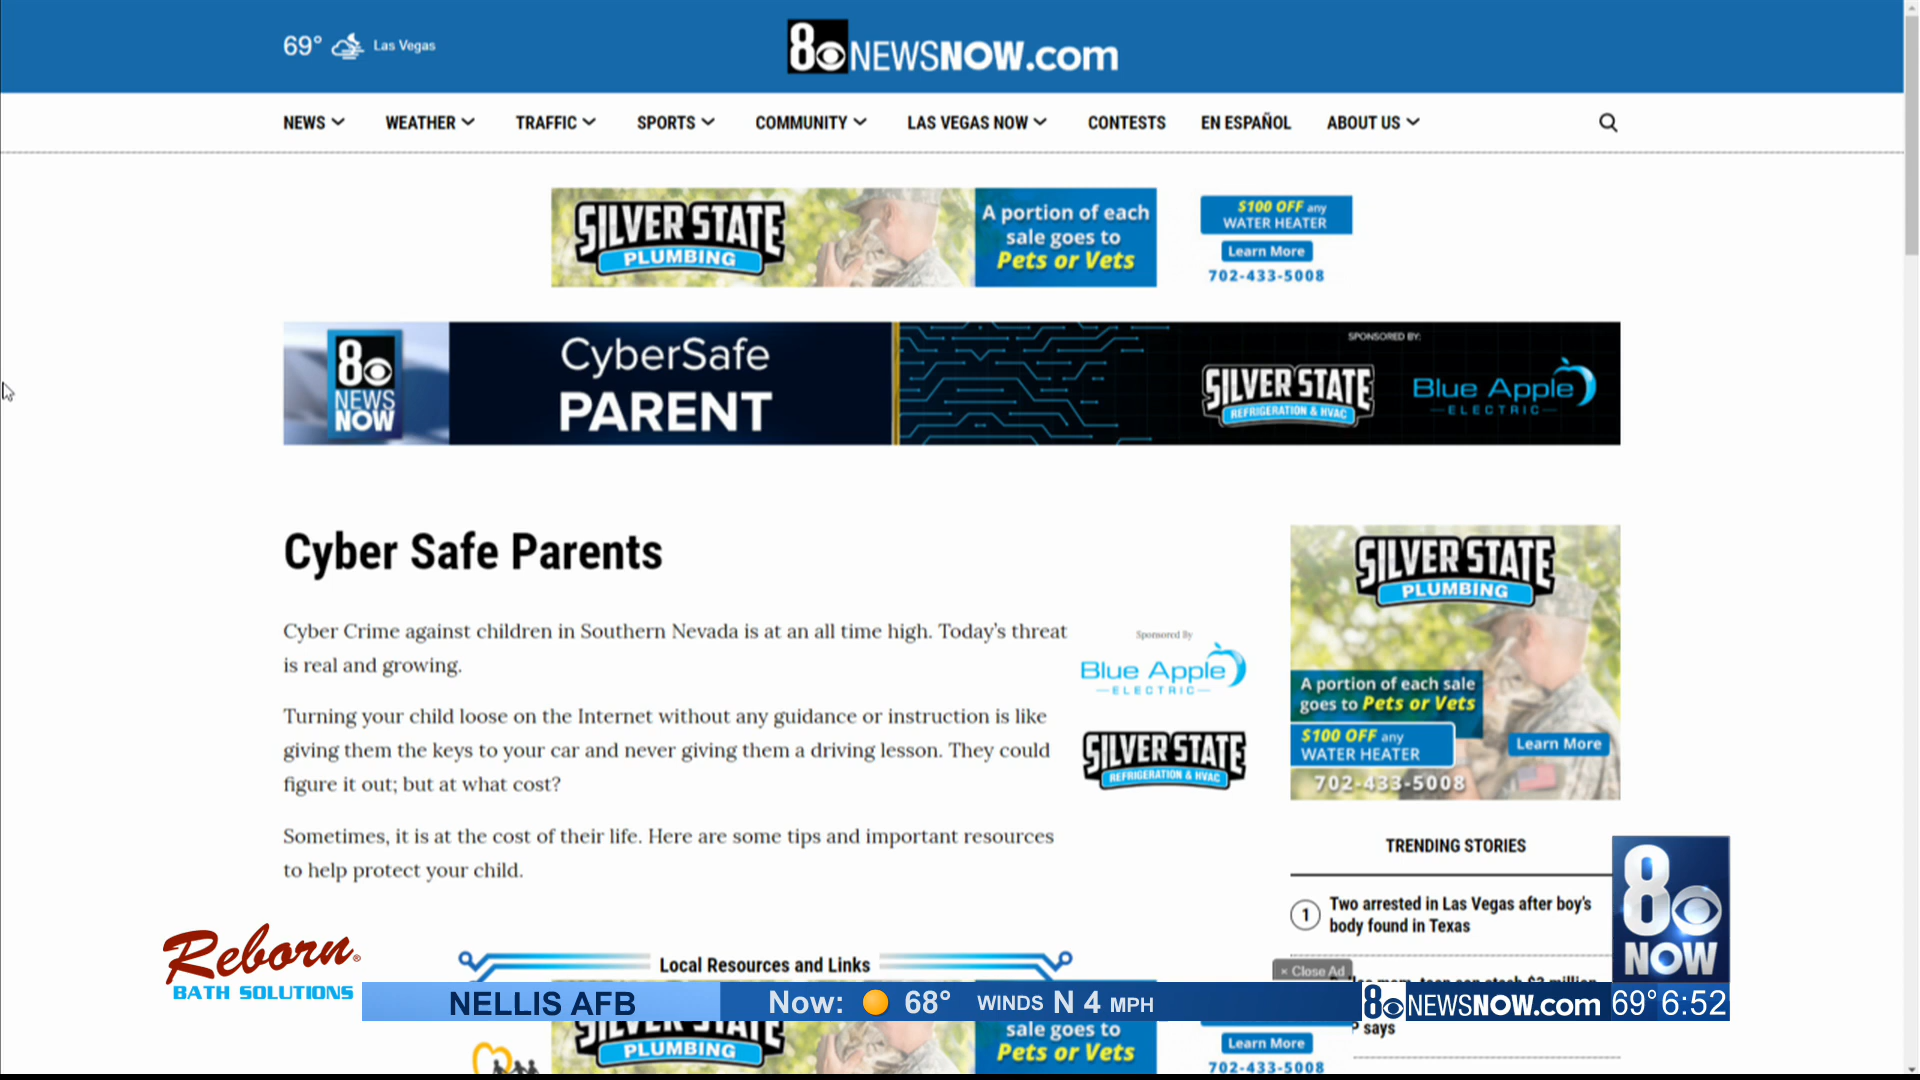 69° Las Vegas
8 NEWSNOW.com
NEWS WEATHER TRAFFIC SPORTS COMMUNITY LAS VEGAS NOW CONTESTS EN ESPAÑOL ABOUT US
SILVER STATE
PLUMBING
A portion of each
sale goes to
Pets or Vets
$100 OFF any
WATER HEATER
Learn More
702-433-5008
8
NEWS
NOW
CyberSafe
PARENT
SPONSORED BY:
SILVER STATE
REFRIGERATION & HVAC
Blue Apple
ELECTRIC
Cyber Safe Parents
Cyber Crime against children in Southern Nevada is at an all time high. Today's threat
is real and growing.
Turning your child loose on the Internet without any guidance or instruction is like
giving them the keys to your car and never giving them a driving lesson. They could
figure it out; but at what cost?
Sometimes, it is at the cost of their life. Here are some tips and important resources
to help protect your child.
Sponsored By
Blue Apple
ELECTRIC
SILVER STATE
REFRIGERATION & HVAC
SILVER STATE
PLUMBING
A portion of each sale
goes to Pets or Vets
$100 OFF any
WATER HEATER
Learn More
702-433-5008
TRENDING STORIES
1 Two arrested in Las Vegas after boy's
body found in Texas
8
NOW
Reborn®
BATH SOLUTIONS
Local Resources and Links
× Close Ad
NELLIS AFB Now: 68° WINDS N 4 MPH 8 NEWSNOW.com 69° 6:52
says
SILVER STATE
PLUMBING
sale goes to
Pets or Vets
Learn More
702-433-5008